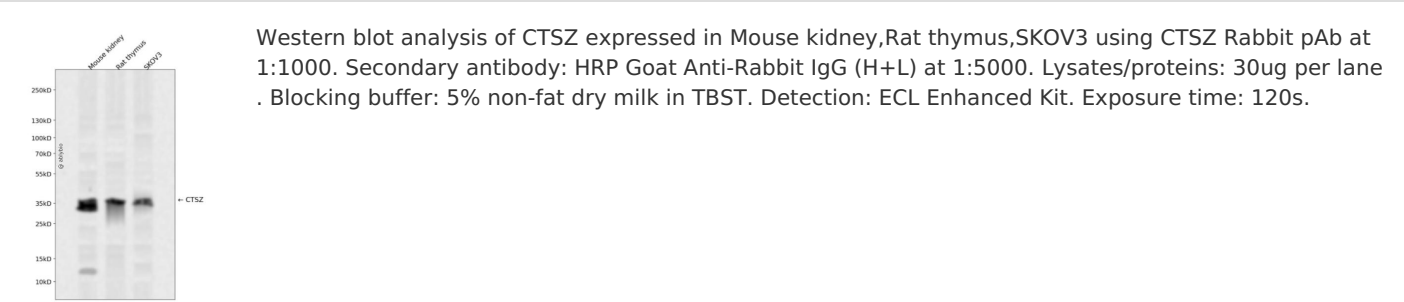 Mouse kidney
Rat thymus
SKOV3
250kD
130kD
100kD
70kD
55kD
35kD
25kD
15kD
10kD
@ abybio
← CTSZ
Western blot analysis of CTSZ expressed in Mouse kidney,Rat thymus,SKOV3 using CTSZ Rabbit pAb at
1:1000. Secondary antibody: HRP Goat Anti-Rabbit IgG (H+L) at 1:5000. Lysates/proteins: 30ug per lane
. Blocking buffer: 5% non-fat dry milk in TBST. Detection: ECL Enhanced Kit. Exposure time: 120s.